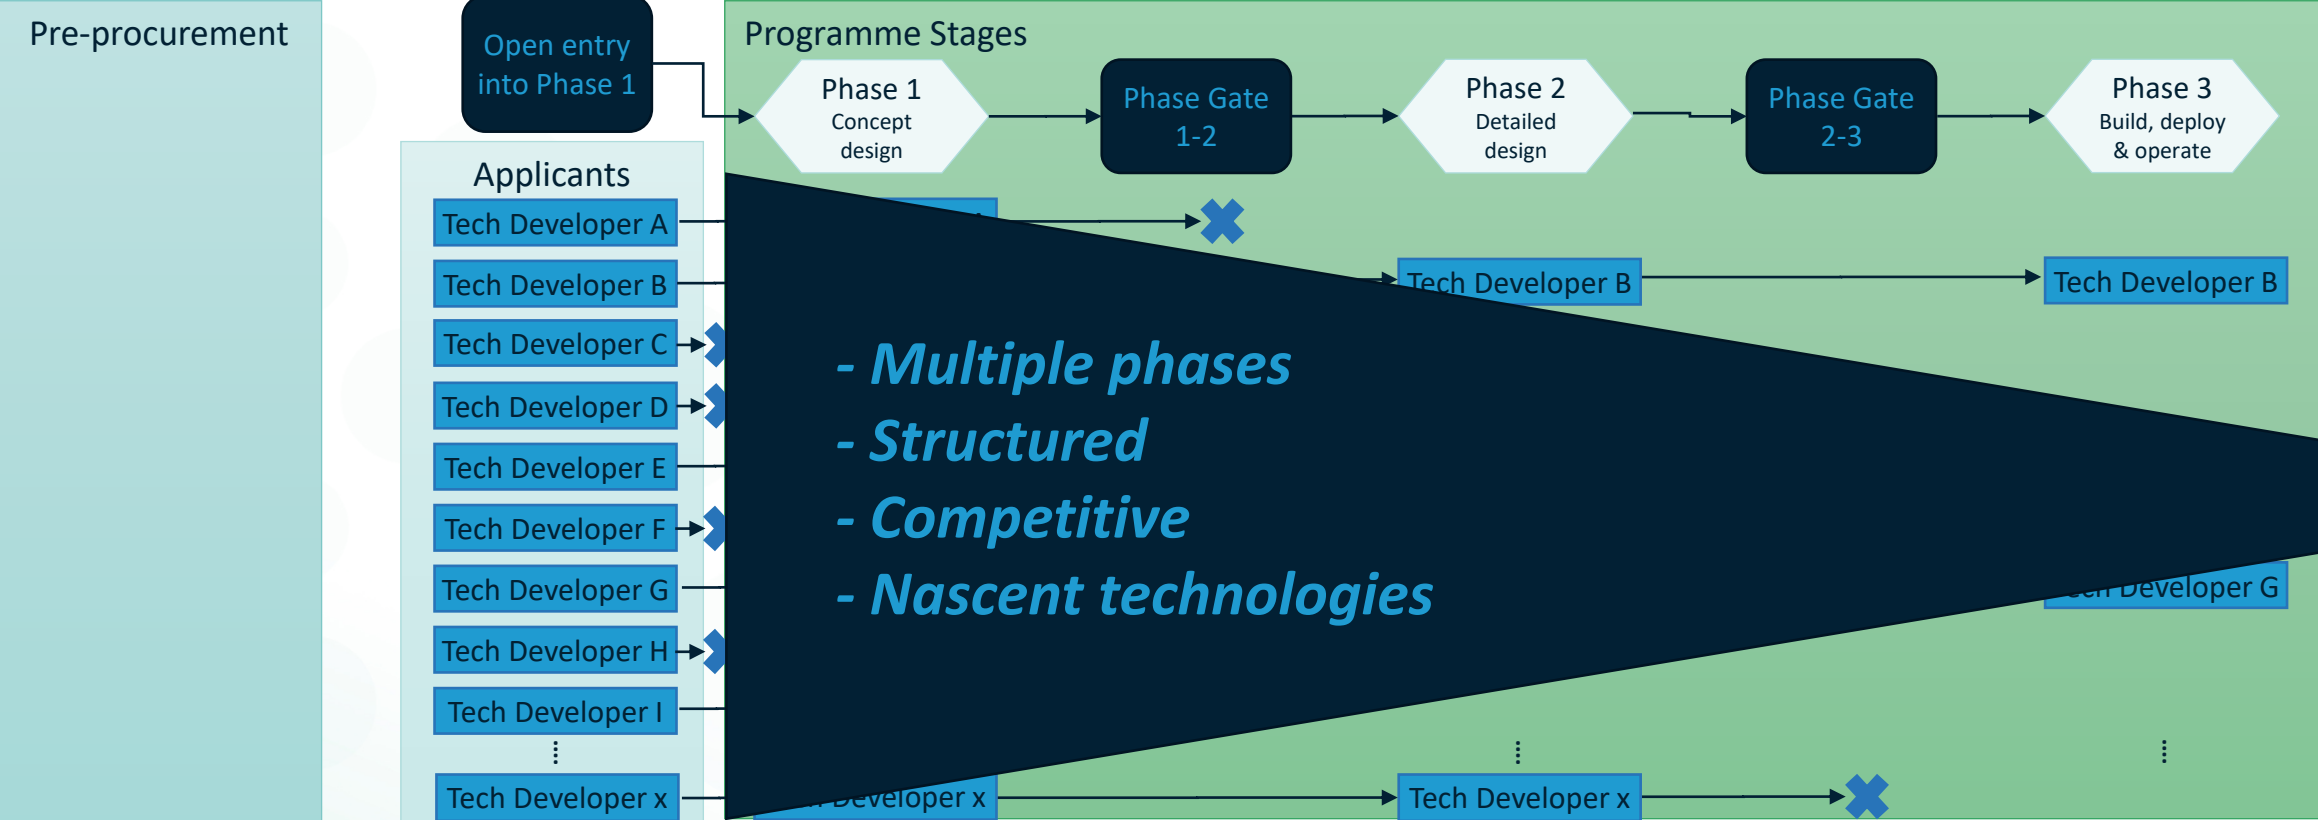 Pre-procurement
Open entry
into Phase 1
Programme Stages
Phase 1
Concept
design
Phase Gate
1-2
Phase 2
Detailed
design
Phase Gate
2-3
Phase 3
Build, deploy
& operate
Applicants
Tech Developer A
Tech Developer B
Tech Developer C
Tech Developer D
Tech Developer E
Tech Developer F
Tech Developer G
Tech Developer H
Tech Developer I
Tech Developer x
- Multiple phases
- Structured
- Competitive
- Nascent technologies
Tech Developer B
Tech Developer B
Developer G
Developer x
Tech Developer x